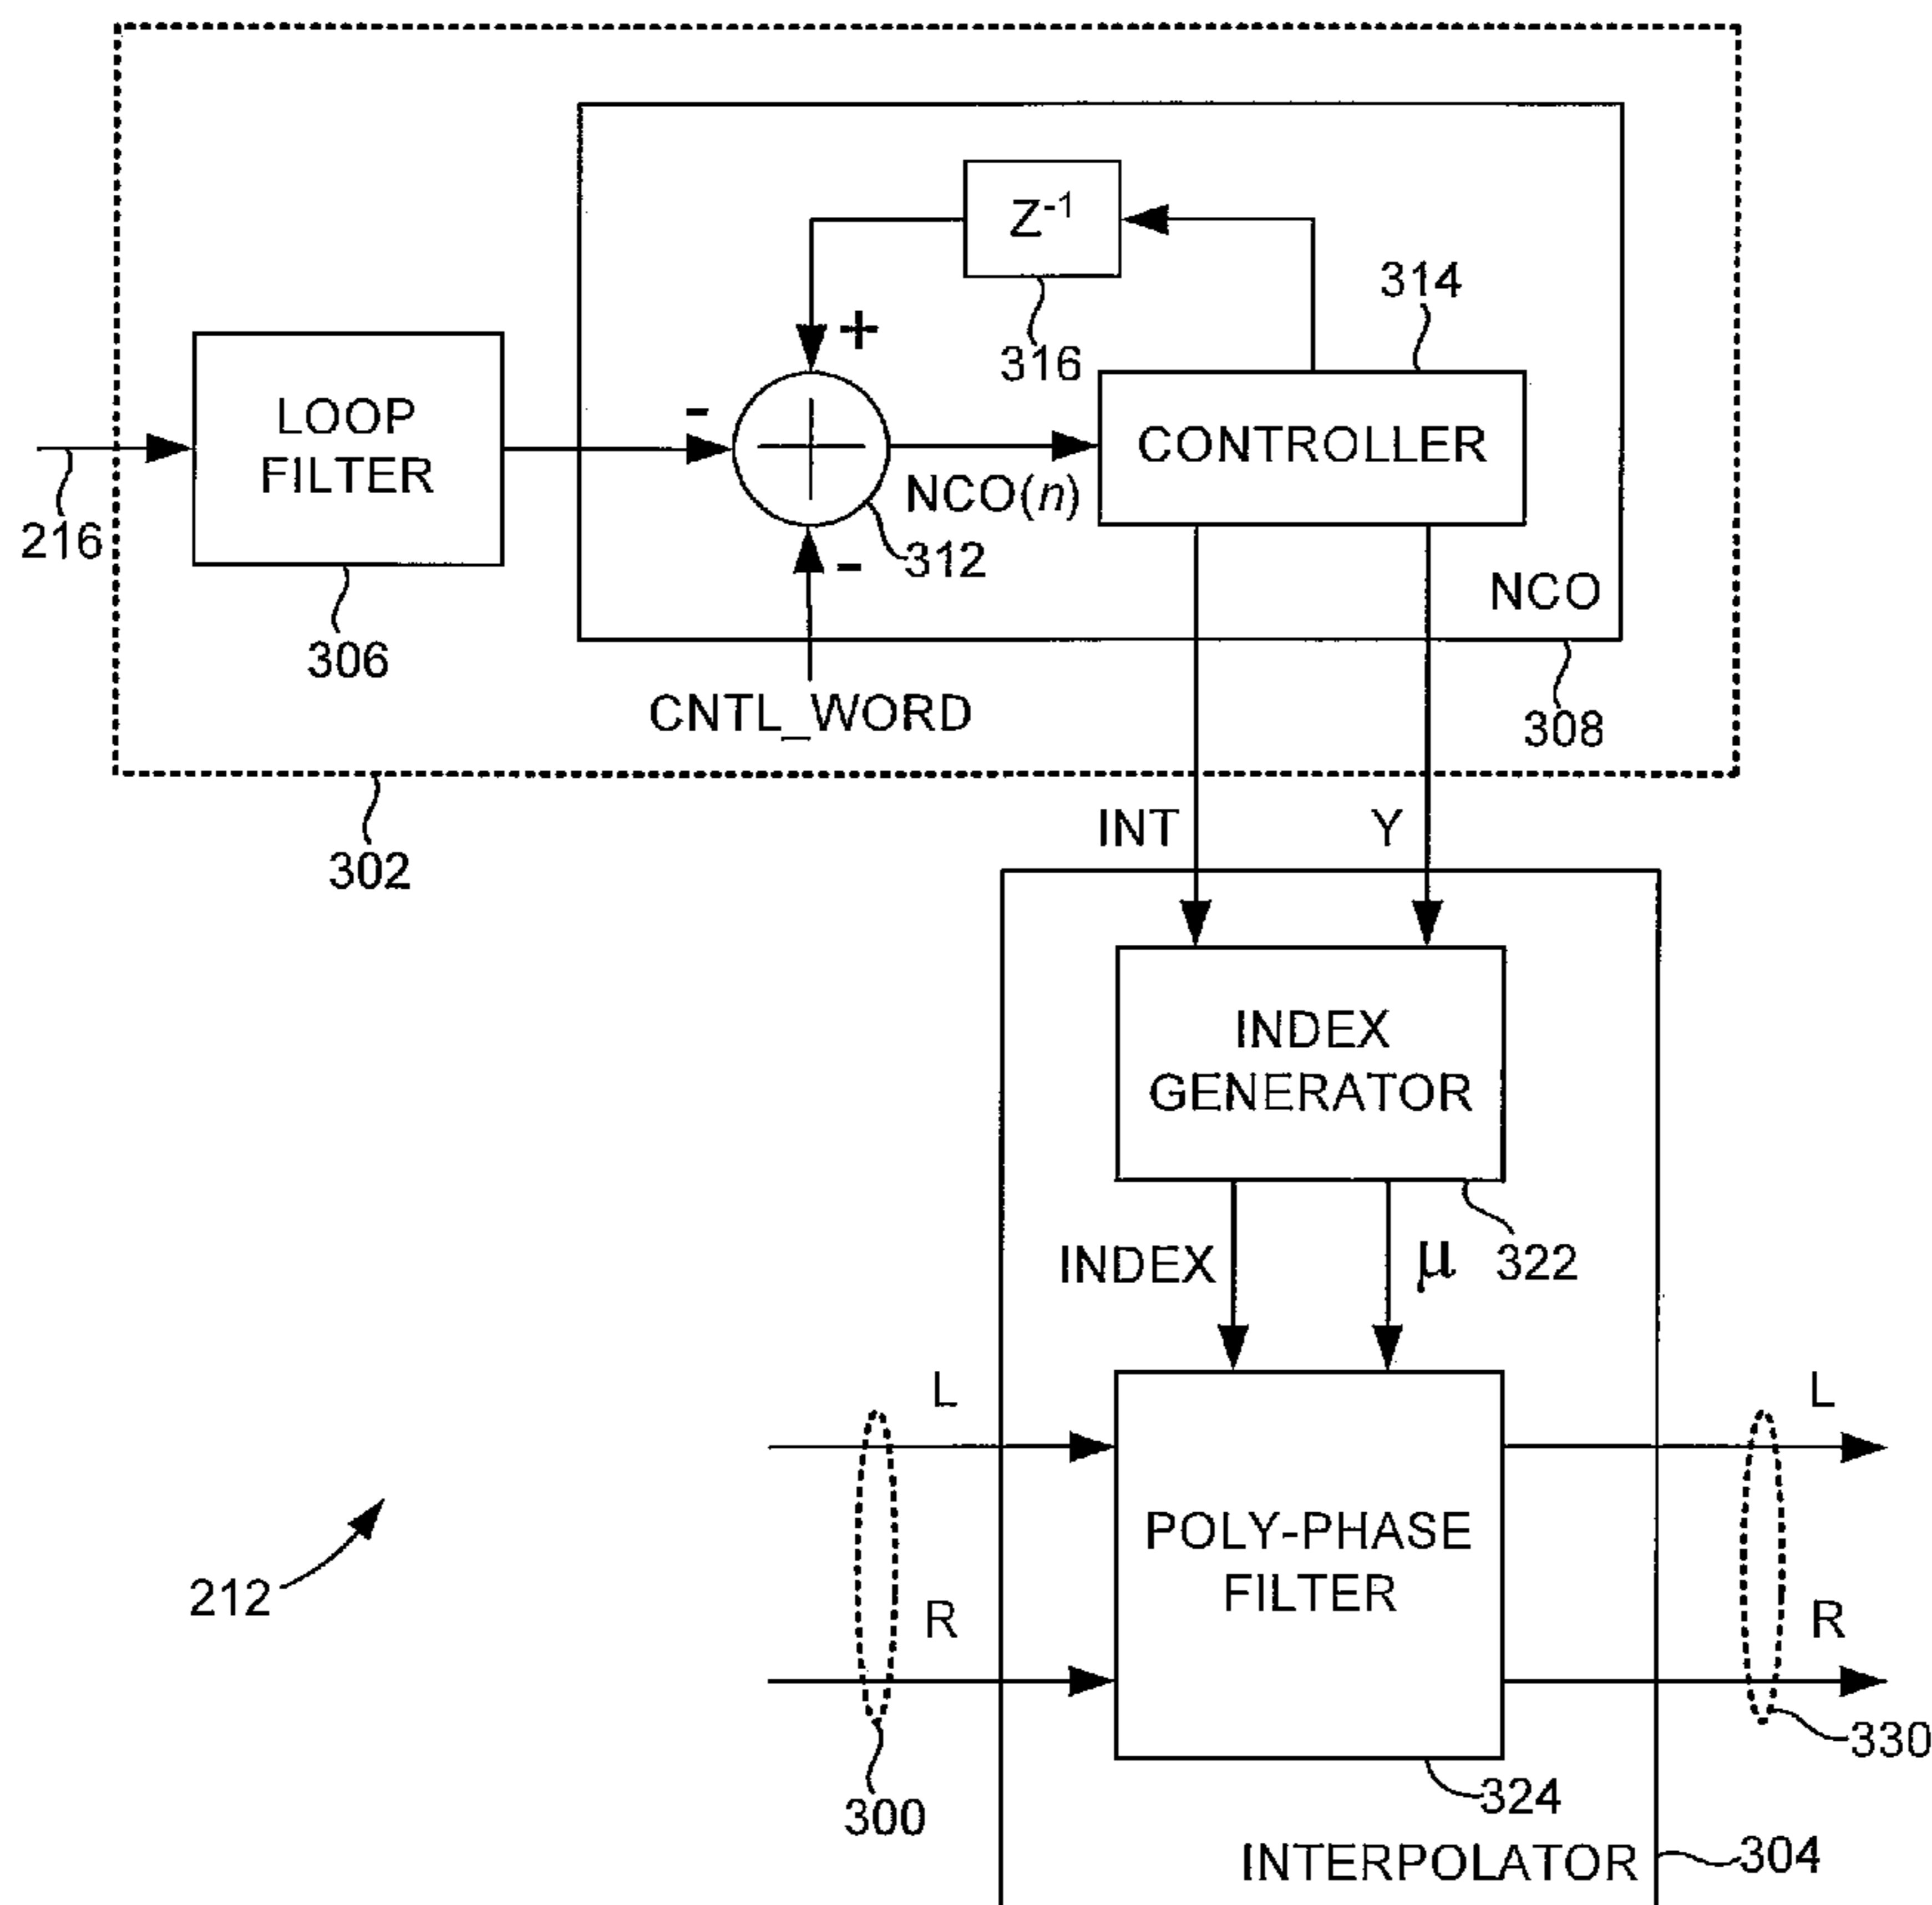 Z⁻¹
314
+
316
LOOP
FILTER
-
CONTROLLER
NCO(n)
216
312
-
NCO
306
CNTL_WORD
308
302
INT
Y
INDEX
GENERATOR
INDEX
μ
322
L
L
POLY-PHASE
FILTER
212
R
R
330
300
324
INTERPOLATOR
304